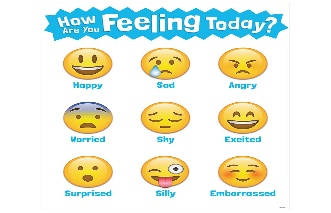 How Are You Feeling Today?
Happy Sad Angry
Worried Shy Excited
Surprised Silly Embarrassed